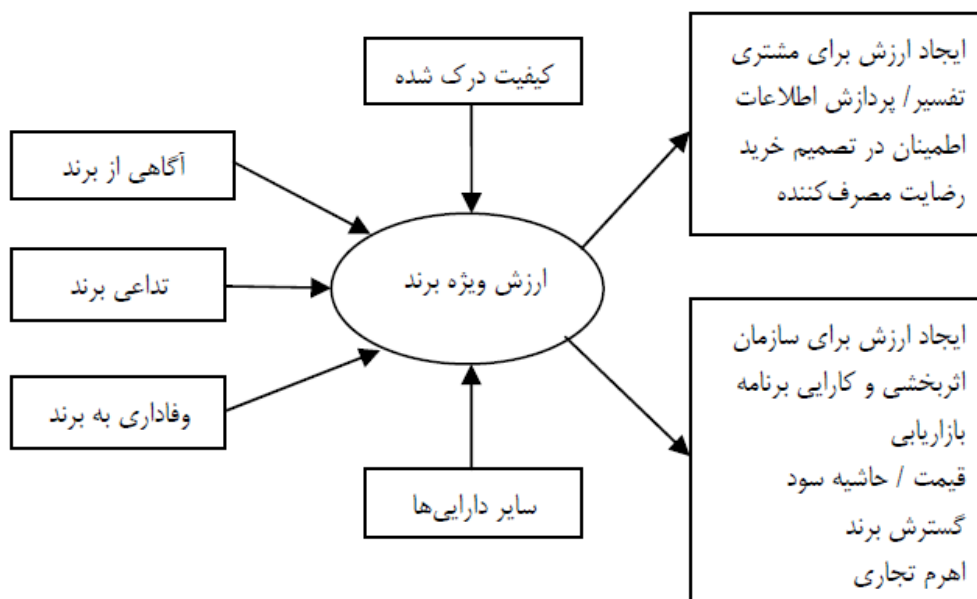 کیفیت درک شده
آگاهی از برند
تداعی برند
وفاداری به برند
سایر دارایی‌ها
ارزش ویژه برند
ایجاد ارزش برای مشتری
تفسیر/ پردازش اطلاعات
اطمینان در تصمیم خرید
رضایت مصرف‌کننده
ایجاد ارزش برای سازمان
اثربخشی و کارایی برنامه
بازاریابی
قیمت / حاشیه سود
گسترش برند
اهرم تجاری